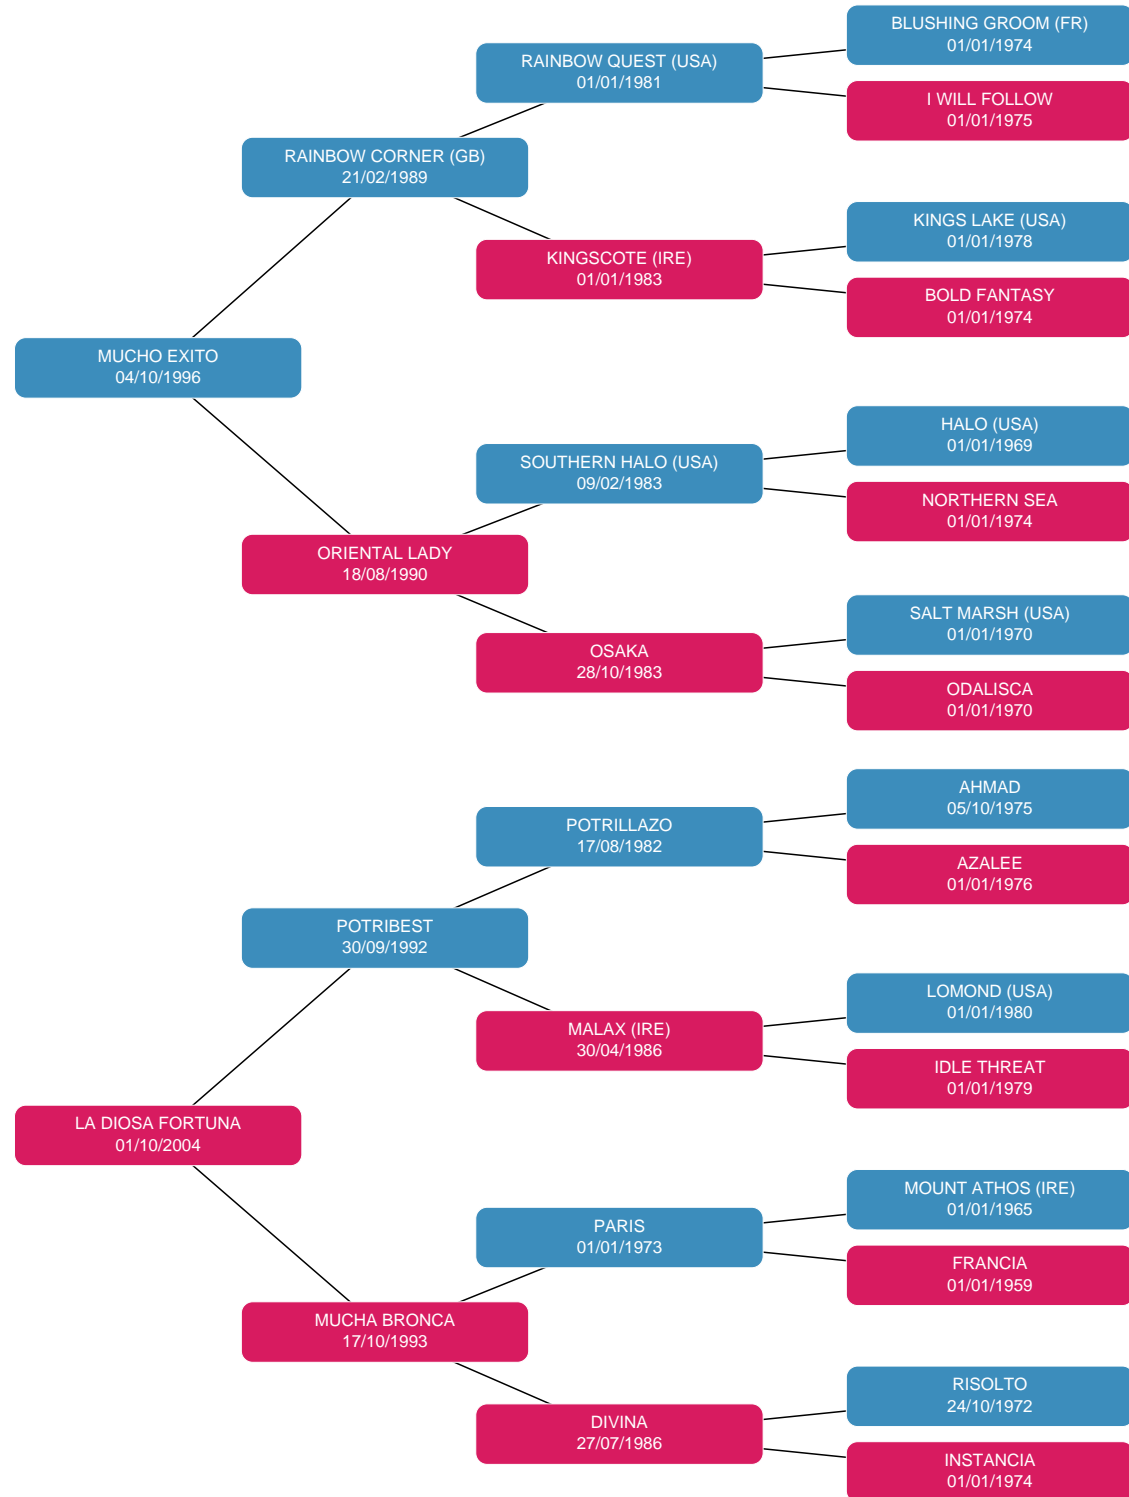 BLUSHING GROOM (FR)
01/01/1974
RAINBOW QUEST (USA)
01/01/1981
I WILL FOLLOW
01/01/1975
RAINBOW CORNER (GB)
21/02/1989
KINGS LAKE (USA)
01/01/1978
KINGSCOTE (IRE)
01/01/1983
BOLD FANTASY
01/01/1974
MUCHO EXITO
04/10/1996
HALO (USA)
01/01/1969
SOUTHERN HALO (USA)
09/02/1983
NORTHERN SEA
01/01/1974
ORIENTAL LADY
18/08/1990
SALT MARSH (USA)
01/01/1970
OSAKA
28/10/1983
ODALISCA
01/01/1970
AHMAD
05/10/1975
POTRILLAZO
17/08/1982
AZALEE
01/01/1976
POTRIBEST
30/09/1992
LOMOND (USA)
01/01/1980
MALAX (IRE)
30/04/1986
IDLE THREAT
01/01/1979
LA DIOSA FORTUNA
01/10/2004
MOUNT ATHOS (IRE)
01/01/1965
PARIS
01/01/1973
FRANCIA
01/01/1959
MUCHA BRONCA
17/10/1993
RISOLTO
24/10/1972
DIVINA
27/07/1986
INSTANCIA
01/01/1974